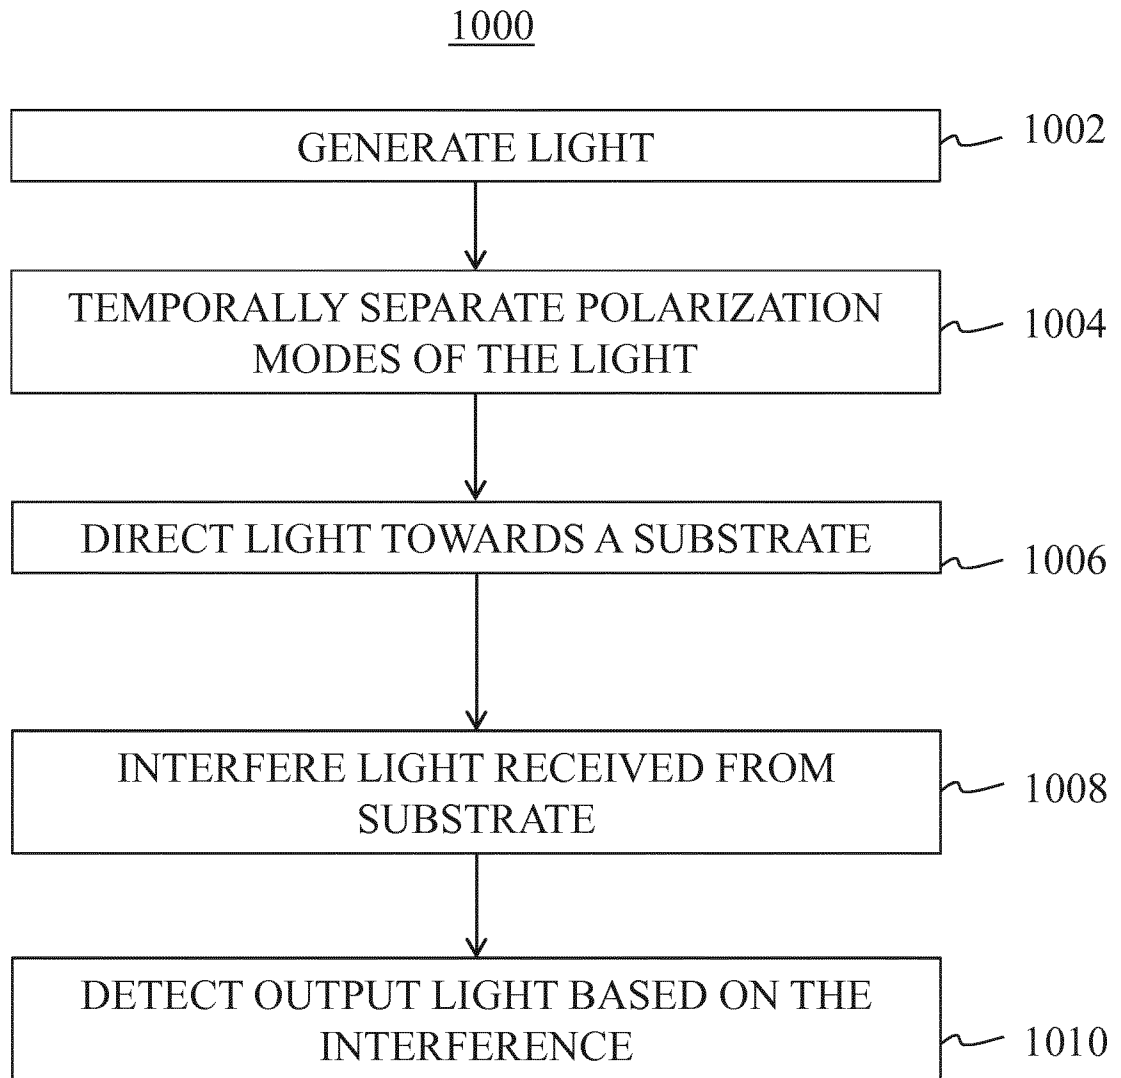 1000
GENERATE LIGHT
1002
TEMPORALLY SEPARATE POLARIZATION
MODES OF THE LIGHT
1004
DIRECT LIGHT TOWARDS A SUBSTRATE
1006
INTERFERE LIGHT RECEIVED FROM
SUBSTRATE
1008
DETECT OUTPUT LIGHT BASED ON THE
INTERFERENCE
1010